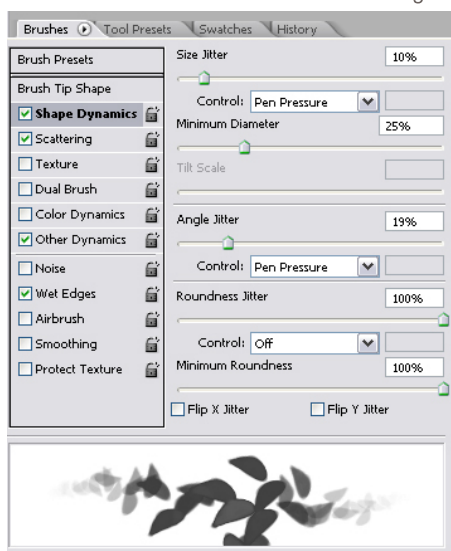 Brushes Tool Presets Swatches History
Brush Presets
Brush Tip Shape
Shape Dynamics
Scattering
Texture
Dual Brush
Color Dynamics
Other Dynamics
Noise
Wet Edges
Airbrush
Smoothing
Protect Texture
Size Jitter 10%
Control: Pen Pressure
Minimum Diameter 25%
Tilt Scale
Angle Jitter 19%
Control: Pen Pressure
Roundness Jitter 100%
Control: Off
Minimum Roundness 100%
Flip X Jitter Flip Y Jitter